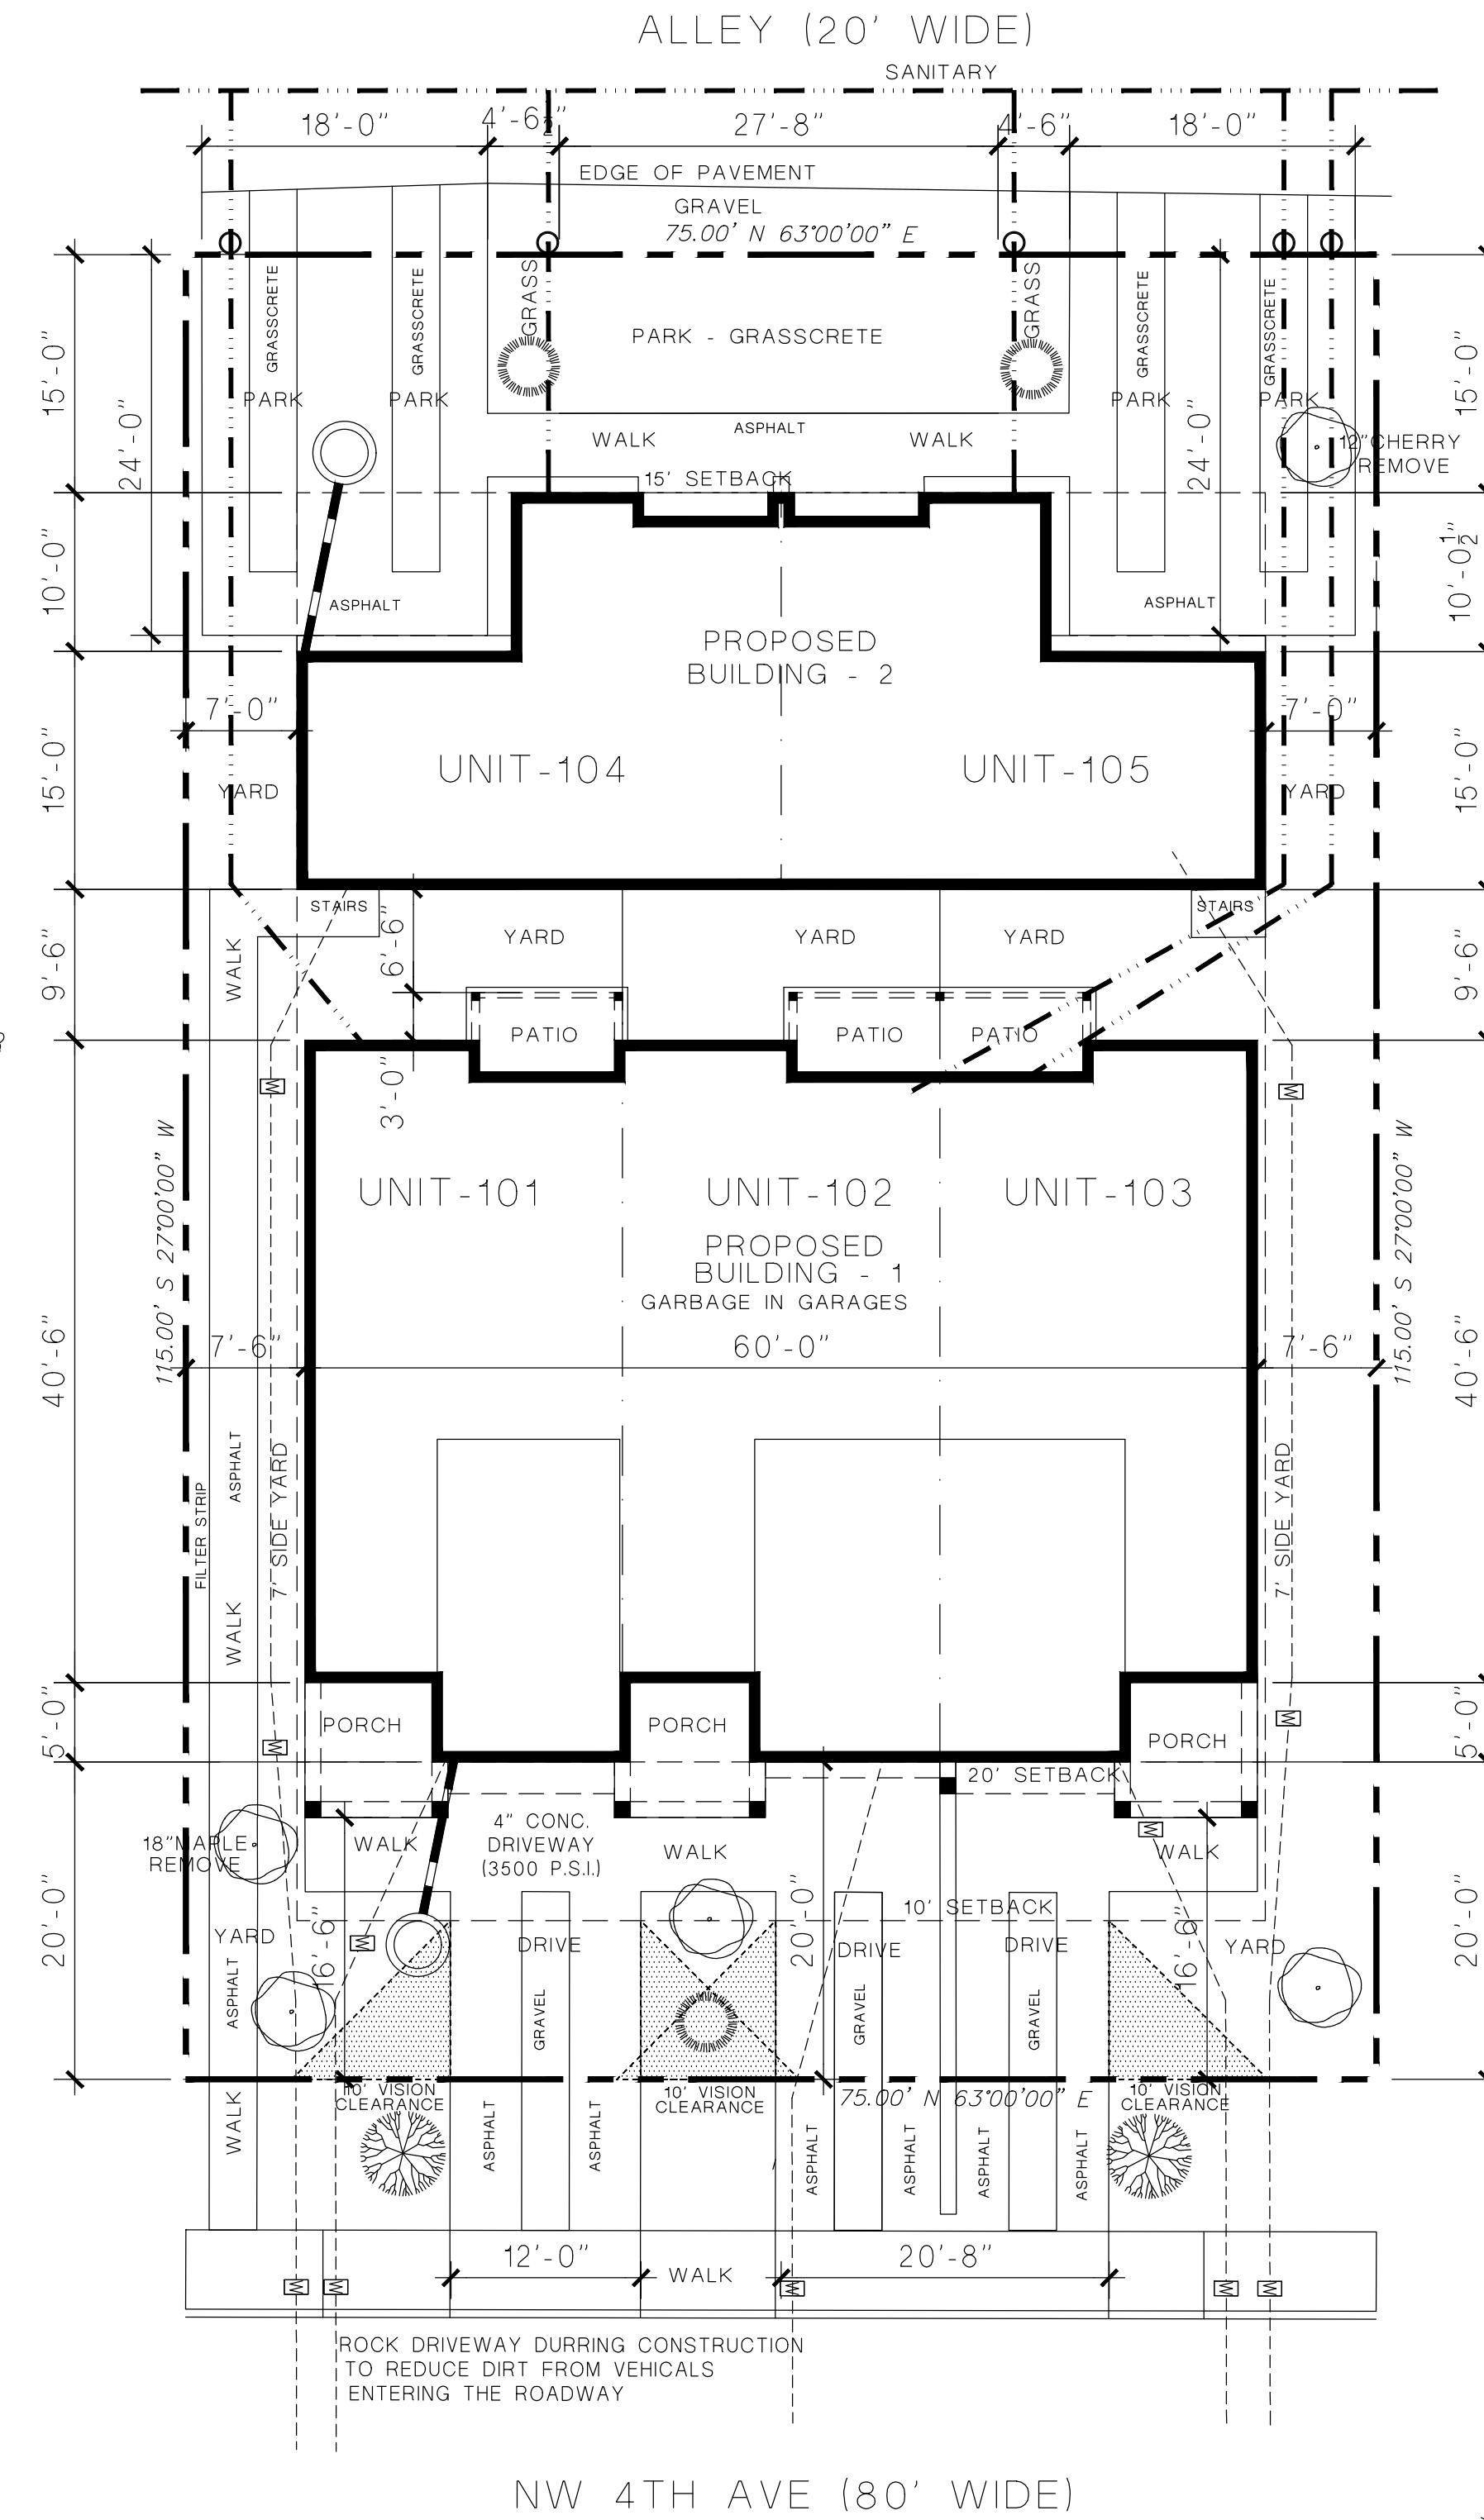 ALLEY (20' WIDE)
SANITARY
18'-0"
4'-6"
27'-8"
4'-6"
18'-0"
EDGE OF PAVEMENT
GRAVEL
75.00' N 63°00'00" E
GRASSCRETE
GRASSCRETE
GRASS
GRASS
GRASSCRETE
GRASSCRETE
PARK - GRASSCRETE
15'-0"
15'-0"
PARK
PARK
PARK
PARK
24'-0"
24'-0"
WALK
ASPHALT
WALK
12"CHERRY
REMOVE
15' SETBACK
10'-0"
10'-0 1/2"
ASPHALT
ASPHALT
PROPOSED
BUILDING - 2
7'-0"
7'-0"
15'-0"
15'-0"
UNIT-104
UNIT-105
YARD
YARD
STAIRS
STAIRS
6'-6"
YARD
YARD
YARD
WALK
9'-6"
9'-6"
PATIO
PATIO
PATIO
3'-0"
115.00' S 27°00'00" W
115.00' S 27°00'00" W
UNIT-101
UNIT-102
UNIT-103
PROPOSED
BUILDING - 1
GARBAGE IN GARAGES
7'-6"
60'-0"
7'-6"
40'-6"
40'-6"
ASPHALT
FILTER STRIP
7' SIDE YARD
7' SIDE YARD
WALK
5'-0"
5'-0"
PORCH
PORCH
PORCH
20' SETBACK
4" CONC.
DRIVEWAY
(3500 P.S.I.)
18"MAPLE
REMOVE
WALK
WALK
WALK
20'-0"
20'-0"
20'-0"
10' SETBACK
16'-6"
16'-6"
YARD
DRIVE
DRIVE
DRIVE
YARD
ASPHALT
GRAVEL
GRAVEL
GRAVEL
10' VISION
CLEARANCE
10' VISION
CLEARANCE
10' VISION
CLEARANCE
75.00' N 63°00'00" E
WALK
ASPHALT
ASPHALT
ASPHALT
ASPHALT
ASPHALT
ASPHALT
12'-0"
WALK
20'-8"
W
W
W
W
W
W
W
W
W
W
W
ROCK DRIVEWAY DURRING CONSTRUCTION
TO REDUCE DIRT FROM VEHICALS
ENTERING THE ROADWAY
NW 4TH AVE (80' WIDE)